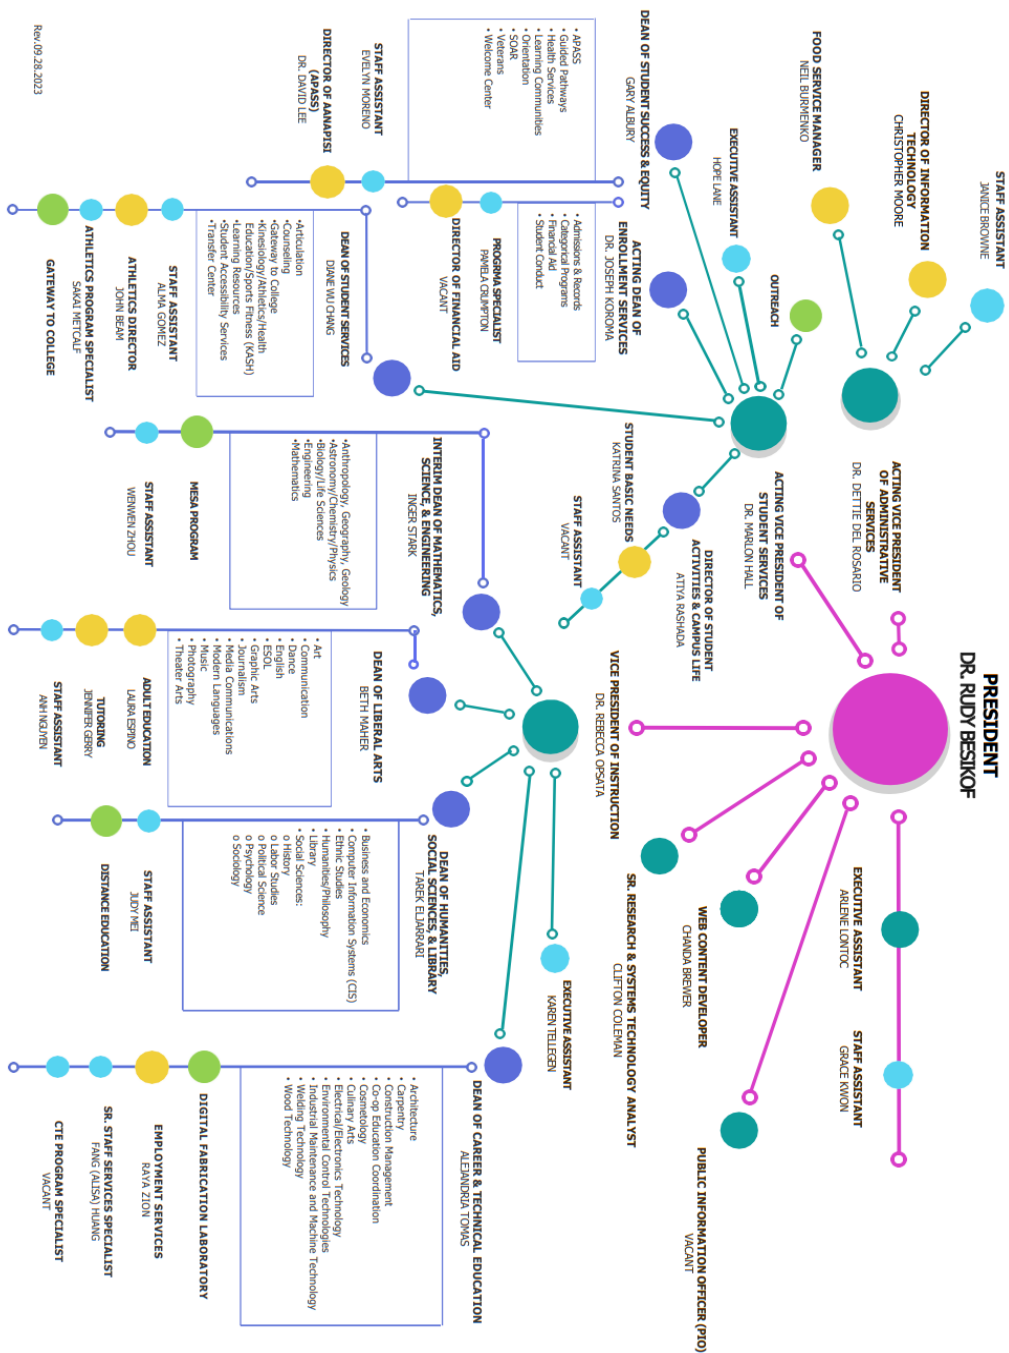 PRESIDENT
DR. RUDY BESIKOF
STAFF ASSISTANT
JANICE BROWNE
DIRECTOR OF INFORMATION
TECHNOLOGY
CHRISTOPHER MOORE
FOOD SERVICE MANAGER
NEIL BURMENKO
ACTING VICE PRESIDENT
OF ADMINISTRATIVE
SERVICES
DR. DETTIE DEL ROSARIO
EXECUTIVE ASSISTANT
ARLENE LONTOC
STAFF ASSISTANT
GRACE KWON
OUTREACH
EXECUTIVE ASSISTANT
HOPE LANE
ACTING VICE PRESIDENT OF
STUDENT SERVICES
DR. MARLON HALL
WEB CONTENT DEVELOPER
CHANDA BREWER
PUBLIC INFORMATION OFFICER (PIO)
VACANT
DIRECTOR OF STUDENT
ACTIVITIES & CAMPUS LIFE
ATIYA RASHADA
STUDENT BASIC NEEDS
KATRINA SANTOS
STAFF ASSISTANT
VACANT
VICE PRESIDENT OF INSTRUCTION
DR. REBECCA OPSATA
SR. RESEARCH & SYSTEMS TECHNOLOGY ANALYST
CLIFTON COLEMAN
EXECUTIVE ASSISTANT
KAREN TELLEGEN
DEAN OF STUDENT SUCCESS & EQUITY
GARY ALBURY
• APASS
• Guided Pathways
• Health Services
• Learning Communities
• Orientation
• SOAR
• Veterans
• Welcome Center
STAFF ASSISTANT
EVELYN MORENO
DIRECTOR OF AANAPISI
(APASS)
DR. DAVID LEE
ACTING DEAN OF
ENROLLMENT SERVICES
DR. JOSEPH KOROMA
• Admissions & Records
• Categorical Programs
• Financial Aid
• Student Conduct
PROGRMA SPECIALIST
PAMELA CRUMPTON
DIRECTOR OF FINANCIAL AID
VACANT
DEAN OF STUDENT SERVICES
DIANE WU CHANG
•Articulation
•Counseling
•Gateway to College
•Kinesiology/Athletics/Health
Education/Sports Fitness (KASH)
•Learning Resources
•Student Accessibility Services
•Transfer Center
STAFF ASSISTANT
ALMA GOMEZ
ATHLETICS DIRECTOR
JOHN BEAM
ATHLETICS PROGRAM SPECIALIST
SAKAI METCALF
GATEWAY TO COLLEGE
INTERIM DEAN OF MATHEMATICS,
SCIENCE, & ENGINEERING
INGER STARK
•Anthropology, Geography, Geology
•Astronomy/Chemistry/Physics
•Biology/Life Sciences
•Engineering
•Mathematics
MESA PROGRAM
STAFF ASSISTANT
WENWEN ZHOU
DEAN OF LIBERAL ARTS
BETH MAHER
• Art
• Communication
• Dance
• English
• ESOL
• Graphic Arts
• Journalism
• Media Communications
• Modern Languages
• Music
• Photography
• Theater Arts
ADULT EDUCATION
LAURA ESPINO
TUTORING
JENNIFER GERRY
STAFF ASSISTANT
ANH NGUYEN
DEAN OF HUMANITIES,
SOCIAL SCIENCES, & LIBRARY
TAREK ELJARRARI
• Business and Economics
• Computer Information Systems (CIS)
• Ethnic Studies
• Humanities/Philosophy
• Library
• Social Sciences:
o History
o Labor Studies
o Political Science
o Psychology
o Sociology
STAFF ASSISTANT
JUDY MEI
DISTANCE EDUCATION
DEAN OF CAREER & TECHNICAL EDUCATION
ALEJANDRIA TOMAS
• Architecture
• Carpentry
• Construction Management
• Co-op Education Coordination
• Cosmetology
• Culinary Arts
• Electrical/Electronics Technology
• Environmental Control Technologies
• Industrial Maintenance and Machine Technology
• Welding Technology
• Wood Technology
DIGITAL FABRICATION LABORATORY
EMPLOYMENT SERVICES
RAYA ZION
SR. STAFF SERVICES SPECIALIST
FANG (ALISA) HUANG
CTE PROGRAM SPECIALIST
VACANT
Rev.09.28.2023